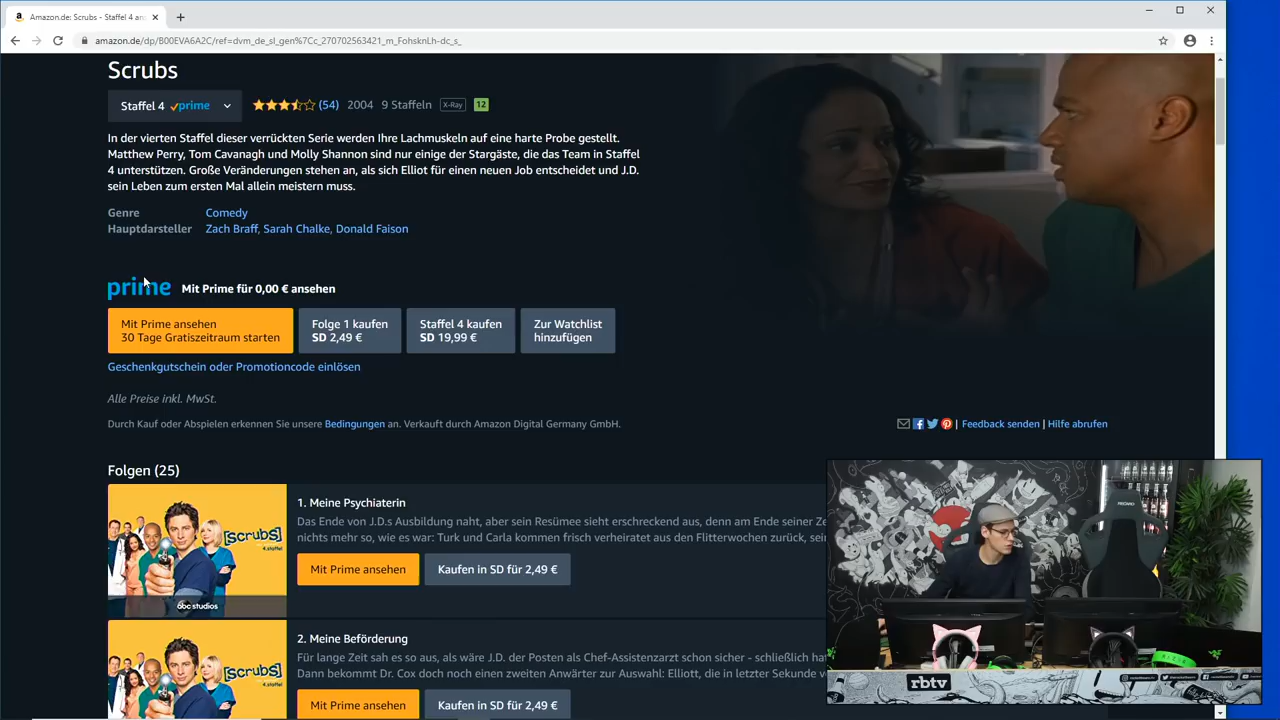 Amazon.de: Scrubs - Staffel 4 an
amazon.de/dp/B00EVA6A2C/ref=dvm_de_sl_gen%7Cc_270702563421_m_FohsknLh-dc_s_
Scrubs
Staffel 4 prime
(54) 2004 9 Staffeln X-Ray 12
In der vierten Staffel dieser verrückten Serie werden Ihre Lachmuskeln auf eine harte Probe gestellt.
Matthew Perry, Tom Cavanagh und Molly Shannon sind nur einige der Stargäste, die das Team in Staffel
4 unterstützen. Große Veränderungen stehen an, als sich Elliot für einen neuen Job entscheidet und J.D.
sein Leben zum ersten Mal allein meistern muss.
Genre Comedy
Hauptdarsteller Zach Braff, Sarah Chalke, Donald Faison
prime Mit Prime für 0,00 € ansehen
Mit Prime ansehen
30 Tage Gratiszeitraum starten
Folge 1 kaufen
SD 2,49 €
Staffel 4 kaufen
SD 19,99 €
Zur Watchlist
hinzufügen
Geschenkgutschein oder Promotioncode einlösen
Alle Preise inkl. MwSt.
Durch Kauf oder Abspielen erkennen Sie unsere Bedingungen an. Verkauft durch Amazon Digital Germany GmbH.
| Feedback senden | Hilfe abrufen
Folgen (25)
[scrubs]
4.staffel
abc studios
1. Meine Psychiaterin
Das Ende von J.D.s Ausbildung naht, aber sein Resümee sieht erschreckend aus, denn am Ende seiner Ze
nichts mehr so, wie es war: Turk und Carla kommen frisch verheiratet aus den Flitterwochen zurück, sein
Mit Prime ansehen
Kaufen in SD für 2,49 €
[scrubs]
4.staffel
2. Meine Beförderung
Für lange Zeit sah es so aus, als wäre J.D. der Posten als Chef-Assistenzarzt schon sicher - schließlich hat
Dann bekommt Dr. Cox doch noch einen zweiten Anwärter zur Auswahl: Elliot, die in letzter Sekunde v
Mit Prime ansehen
Kaufen in SD für 2,49 €
rbtv